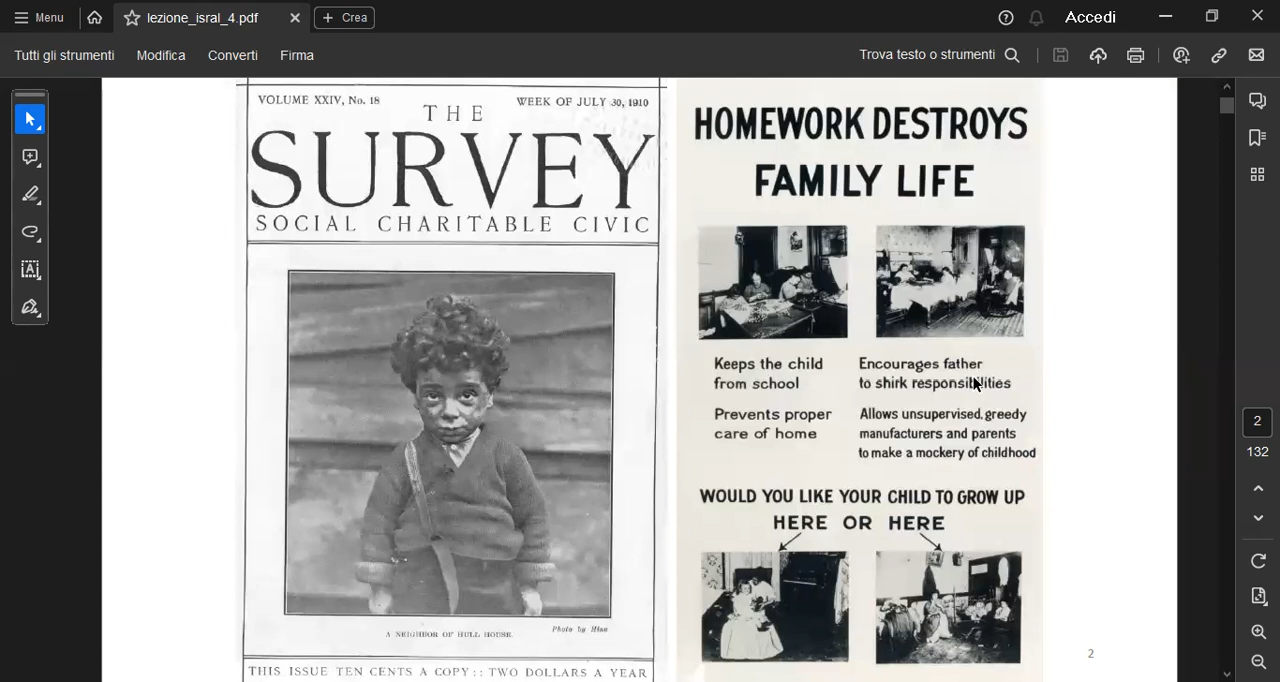 Menu
lezione_isral_4.pdf
Crea
Accedi
Tutti gli strumenti
Modifica
Converti
Firma
Trova testo o strumenti
VOLUME XXIV, No. 18
WEEK OF JULY 30, 1910
THE
SURVEY
SOCIAL CHARITABLE CIVIC
A NEIGHBOR OF HULL HOUSE.
Photo by Hine
THIS ISSUE TEN CENTS A COPY :: TWO DOLLARS A YEAR
HOMEWORK DESTROYS
FAMILY LIFE
Keeps the child
from school
Prevents proper
care of home
Encourages father
to shirk responsibilities
Allows unsupervised, greedy
manufacturers and parents
to make a mockery of childhood
WOULD YOU LIKE YOUR CHILD TO GROW UP
HERE OR HERE
2
2
132